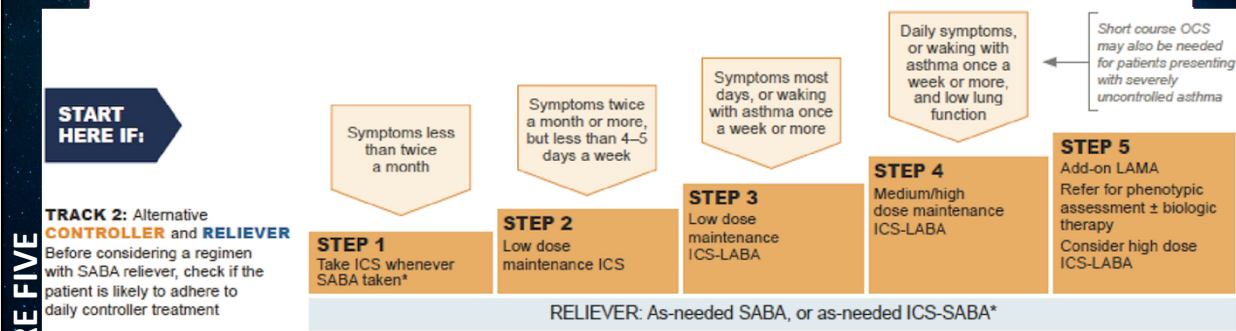 START
HERE IF:
Symptoms less
than twice
a month
Symptoms twice
a month or more,
but less than 4–5
days a week
Symptoms most
days, or waking
with asthma once
a week or more
Daily symptoms,
or waking with
asthma once a
week or more,
and low lung
function
Short course OCS
may also be needed
for patients presenting
with severely
uncontrolled asthma
TRACK 2: Alternative
CONTROLLER and RELIEVER
Before considering a regimen
with SABA reliever, check if the
patient is likely to adhere to
daily controller treatment
STEP 1
Take ICS whenever
SABA taken*
STEP 2
Low dose
maintenance ICS
STEP 3
Low dose
maintenance
ICS-LABA
STEP 4
Medium/high
dose maintenance
ICS-LABA
STEP 5
Add-on LAMA
Refer for phenotypic
assessment ± biologic
therapy
Consider high dose
ICS-LABA
RELIEVER: As-needed SABA, or as-needed ICS-SABA*
RE FIVE